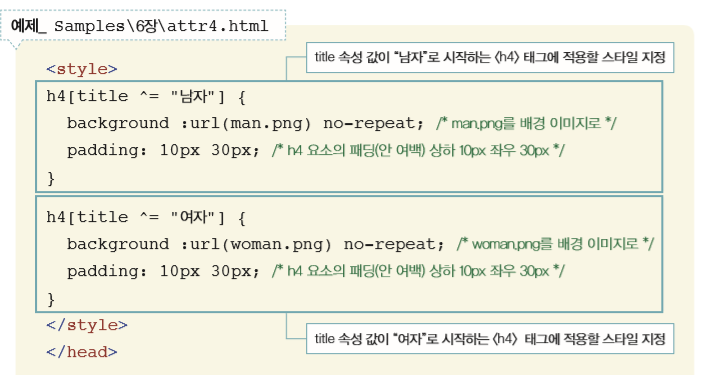 예제_ Samples\6장\attr4.html
title 속성 값이 “남자”로 시작하는 〈h4〉 태그에 적용할 스타일 지정
<style>
h4[title ^= "남자"] {
background :url(man.png) no-repeat; /* man.png를 배경 이미지로 */
padding: 10px 30px; /* h4 요소의 패딩(안 여백) 상하 10px 좌우 30px */
}
h4[title ^= "여자"] {
background :url(woman.png) no-repeat; /* woman.png를 배경 이미지로 */
padding: 10px 30px; /* h4 요소의 패딩(안 여백) 상하 10px 좌우 30px */
}
</style>
title 속성 값이 “여자”로 시작하는 〈h4〉 태그에 적용할 스타일 지정
</head>